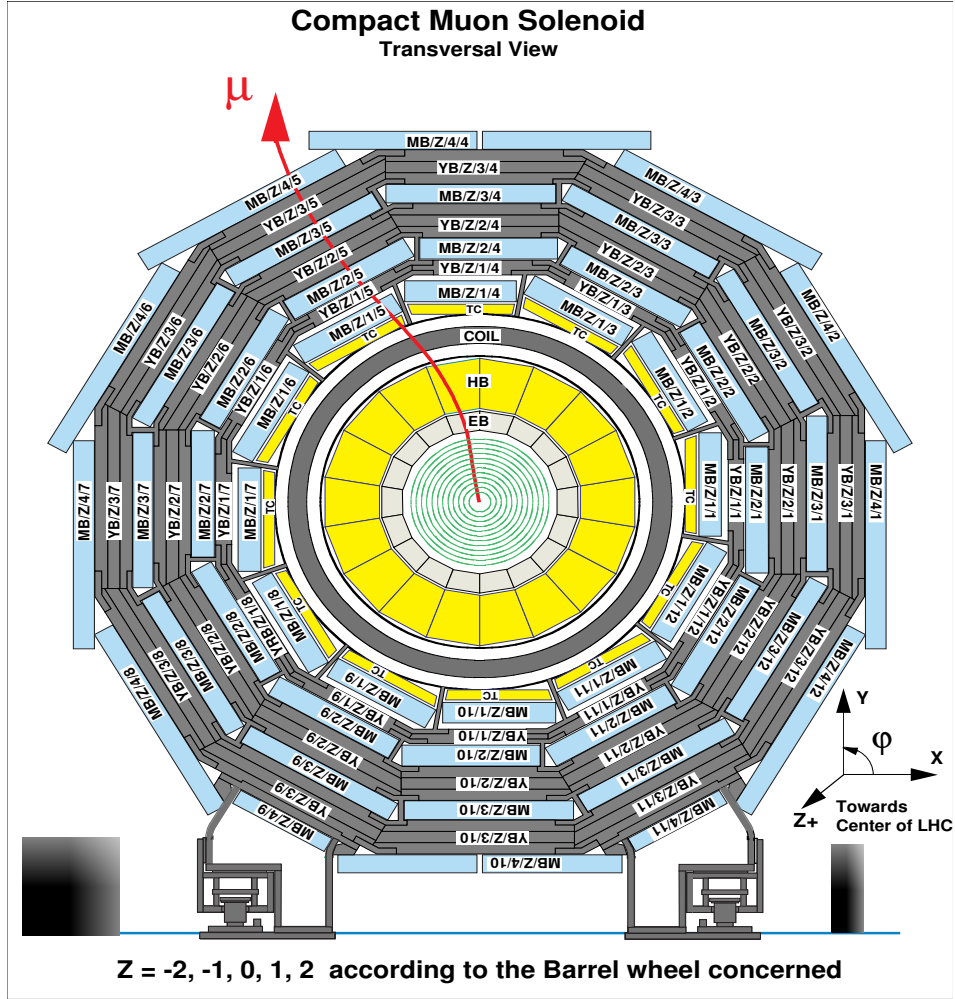 Compact Muon Solenoid
Transversal View
μ
MB/Z/4/4
YB/Z/3/4
MB/Z/3/4
YB/Z/2/4
MB/Z/2/4
YB/Z/1/4
MB/Z/1/4
TC
COIL
HB
EB
MB/Z/4/5
YB/Z/3/5
MB/Z/3/5
YB/Z/2/5
MB/Z/2/5
YB/Z/1/5
MB/Z/1/5
TC
MB/Z/4/3
YB/Z/3/3
MB/Z/3/3
YB/Z/2/3
MB/Z/2/3
YB/Z/1/3
MB/Z/1/3
TC
MB/Z/4/6
YB/Z/3/6
MB/Z/3/6
YB/Z/2/6
MB/Z/2/6
YB/Z/1/6
MB/Z/1/6
TC
MB/Z/4/2
YB/Z/3/2
MB/Z/3/2
YB/Z/2/2
MB/Z/2/2
YB/Z/1/2
MB/Z/1/2
TC
MB/Z/4/7
YB/Z/3/7
MB/Z/3/7
YB/Z/2/7
MB/Z/2/7
YB/Z/1/7
MB/Z/1/7
TC
TC
MB/Z/1/1
YB/Z/1/1
MB/Z/2/1
YB/Z/2/1
MB/Z/3/1
YB/Z/3/1
MB/Z/4/1
MB/Z/4/8
YB/Z/3/8
MB/Z/3/8
YB/Z/2/8
MB/Z/2/8
YB/Z/1/8
MB/Z/1/8
TC
TC
MB/Z/1/12
YB/Z/1/12
MB/Z/2/12
YB/Z/2/12
MB/Z/3/12
YB/Z/3/12
MB/Z/4/12
TC
MB/Z/1/9
YB/Z/1/9
MB/Z/2/9
YB/Z/2/9
MB/Z/3/9
YB/Z/3/9
MB/Z/4/9
TC
MB/Z/1/11
YB/Z/1/11
MB/Z/2/11
YB/Z/2/11
MB/Z/3/11
YB/Z/3/11
MB/Z/4/11
TC
MB/Z/1/10
YB/Z/1/10
MB/Z/2/10
YB/Z/2/10
MB/Z/3/10
YB/Z/3/10
MB/Z/4/10
Y
φ
X
Z+
Towards
Center of LHC
Z = -2, -1, 0, 1, 2 according to the Barrel wheel concerned